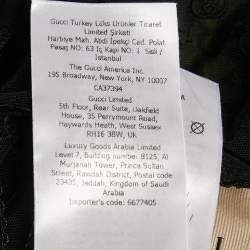 Gucci Turkey Lüks Ürünler Ticaret
Limited Şirketi
Harbiye Mah. Abdi İpekçi Cad. Polat
Pasaj NO: 63 İç Kapı NO. 1 Sisli /
Istanbul
The Gucci America Inc.
195 Broadway, New York, NY 10007
CA37394
Gucci Limited
5th Floor, Rear Suite, Oakfield
House, 35 Perrymount Road,
Haywards Heath, West Sussex
RH16 3BW, UK
Luxury Goods Arabia Limited
Level 7, Building number: 8125, Al
Murjanah Tower, Prince Sultan
Street, Rawdah District, Postal code
23435, Jeddah, Kingdom of Saudi
Arabia
Importer's code: 6677405